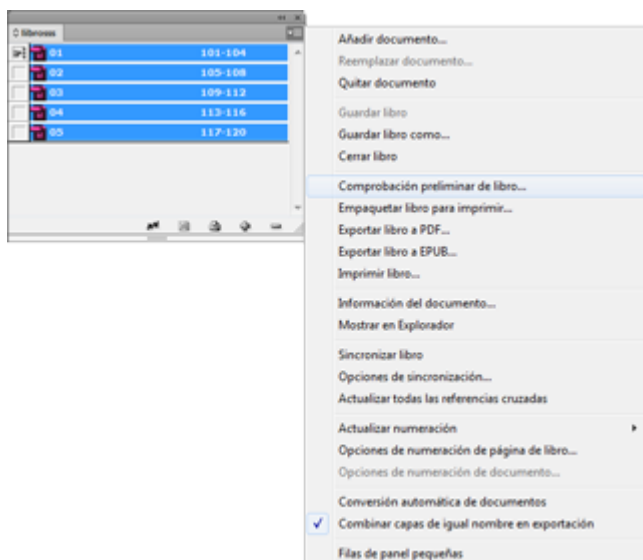 librosss
01 101-104
02 105-108
03 109-112
04 113-116
05 117-120
Añadir documento...
Reemplazar documento...
Quitar documento
Guardar libro
Guardar libro como...
Cerrar libro
Comprobación preliminar de libro...
Empaquetar libro para imprimir...
Exportar libro a PDF...
Exportar libro a EPUB...
Imprimir libro...
Información del documento...
Mostrar en Explorador
Sincronizar libro
Opciones de sincronización...
Actualizar todas las referencias cruzadas
Actualizar numeración
Opciones de numeración de página de libro...
Opciones de numeración de documento...
Conversión automática de documentos
Combinar capas de igual nombre en exportación
Filas de panel pequeñas